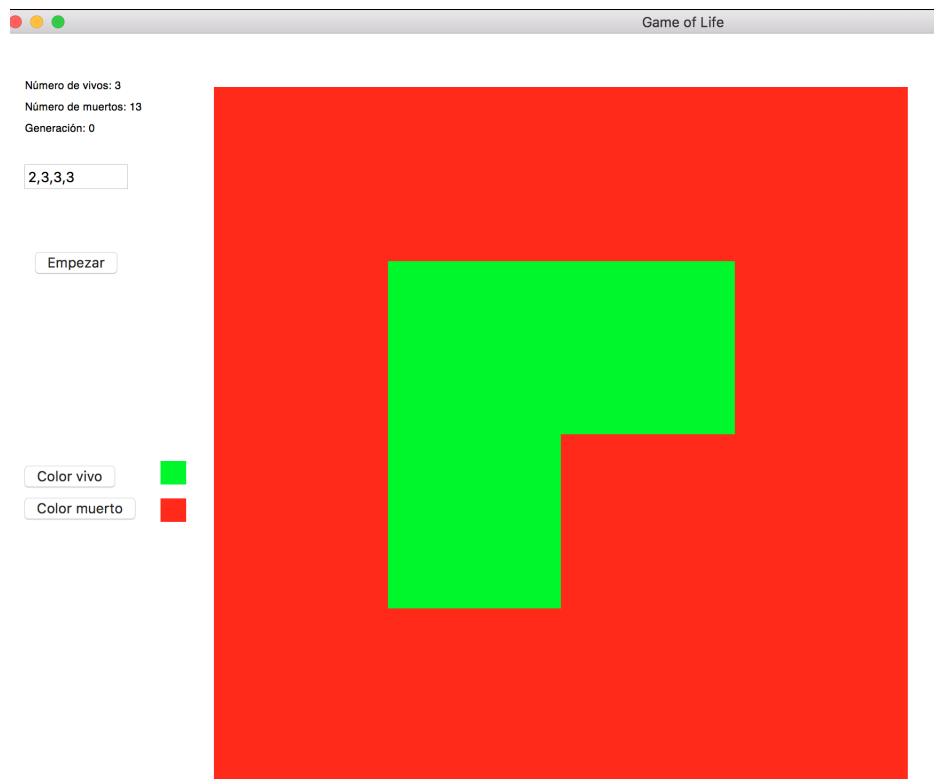 Game of Life
Número de vivos: 3
Número de muertos: 13
Generación: 0
2,3,3,3
Empezar
Color vivo
Color muerto